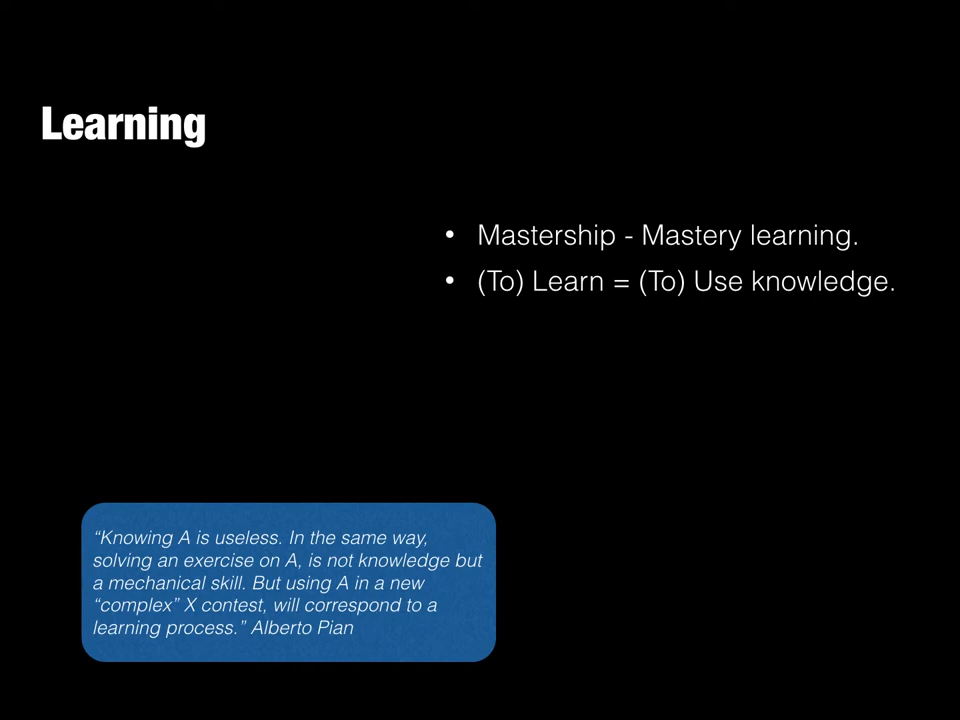 Learning
• Mastership - Mastery learning.
• (To) Learn = (To) Use knowledge.
“Knowing A is useless. In the same way,
solving an exercise on A, is not knowledge but
a mechanical skill. But using A in a new
“complex” X contest, will correspond to a
learning process.” Alberto Pian